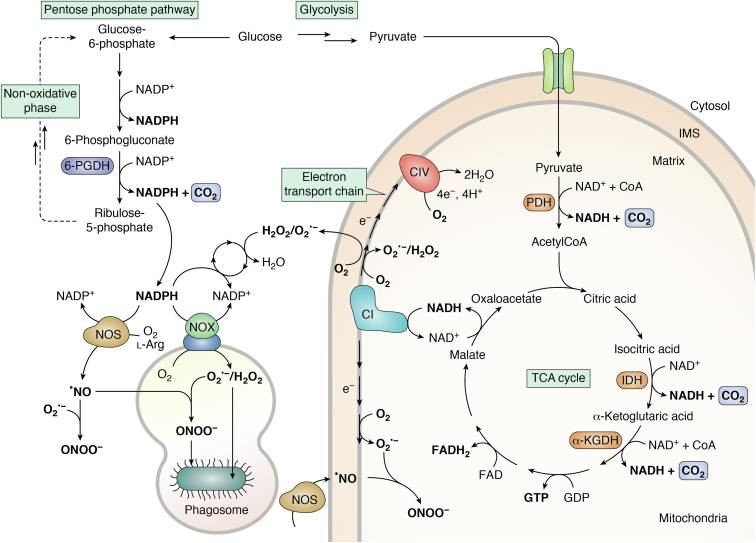 Pentose phosphate pathway
Glycolysis
Glucose-
6-phosphate
Glucose
Pyruvate
Non-oxidative
phase
NADP⁺
NADPH
6-Phosphogluconate
6-PGDH
NADP⁺
NADPH + CO₂
Ribulose-
5-phosphate
Cytosol
IMS
Matrix
Electron
transport chain
CIV
2H₂O
4e⁻, 4H⁺
O₂
e⁻
Pyruvate
PDH
NAD⁺ + CoA
NADH + CO₂
AcetylCoA
H₂O₂/O₂•⁻
H₂O
O₂
O₂•⁻/H₂O₂
O₂
NADP⁺
NADPH
NADP⁺
NOS
O₂
L-Arg
NOX
CI
NADH
NAD⁺
Oxaloacetate
Citric acid
Malate
Isocitric acid
TCA cycle
IDH
NAD⁺
NADH + CO₂
α-Ketoglutaric acid
α-KGDH
NAD⁺ + CoA
NADH + CO₂
FADH₂
FAD
GTP
GDP
O₂
O₂•⁻/H₂O₂
•NO
O₂•⁻
ONOO⁻
ONOO⁻
Phagosome
e⁻
O₂
O₂•⁻
NOS
•NO
ONOO⁻
Mitochondria